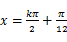 x = kπ/2 + π/12